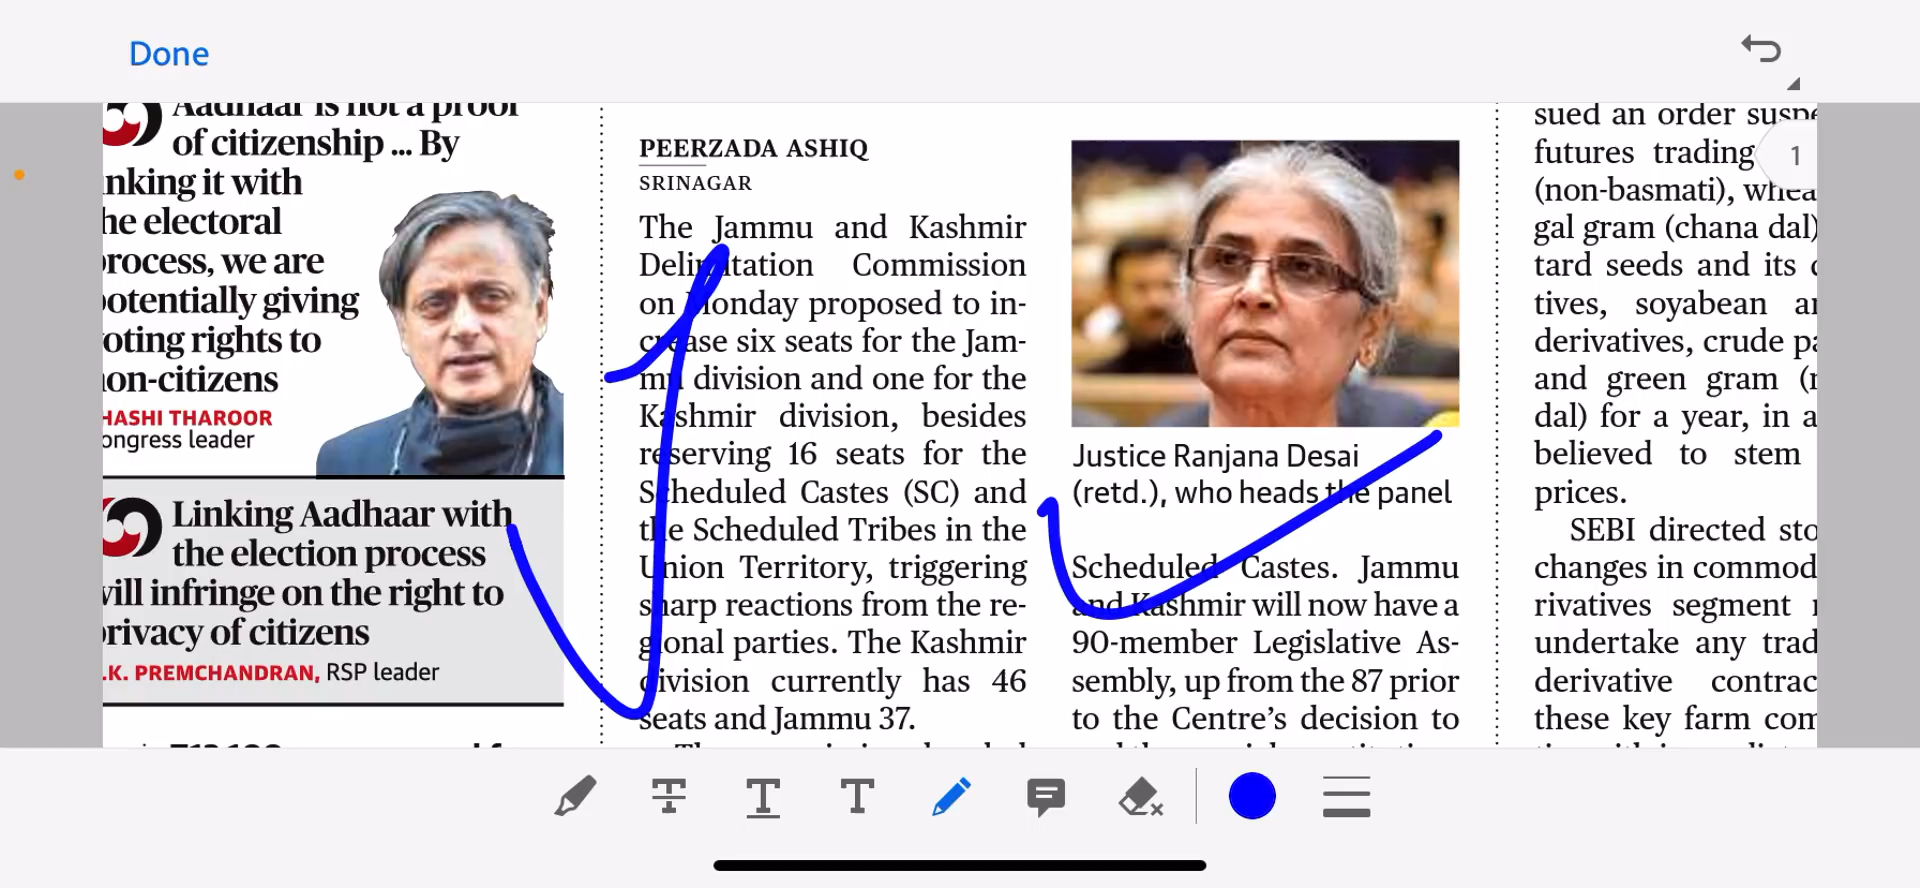 Done
Aadhaar is not a proof
of citizenship ... By
nking it with
he electoral
rocess, we are
otentially giving
oting rights to
on-citizens
HASHI THAROOR
ongress leader
Linking Aadhaar with
the election process
vill infringe on the right to
rivacy of citizens
.K. PREMCHANDRAN, RSP leader
PEERZADA ASHIQ
SRINAGAR
The Jammu and Kashmir
Delimitation Commission
on Monday proposed to in-
crease six seats for the Jam-
mu division and one for the
Kashmir division, besides
reserving 16 seats for the
Scheduled Castes (SC) and
the Scheduled Tribes in the
Union Territory, triggering
sharp reactions from the re-
gional parties. The Kashmir
division currently has 46
seats and Jammu 37.
Justice Ranjana Desai
(retd.), who heads the panel
Scheduled Castes. Jammu
and Kashmir will now have a
90-member Legislative As-
sembly, up from the 87 prior
to the Centre's decision to
1
sued an order suspe
futures trading
(non-basmati), whea
gal gram (chana dal)
tard seeds and its
tives, soyabean a
derivatives, crude pa
and green gram (
dal) for a year, in a
believed to stem
prices.
SEBI directed sto
changes in commod
rivatives segment
undertake any trad
derivative contrac
these key farm com